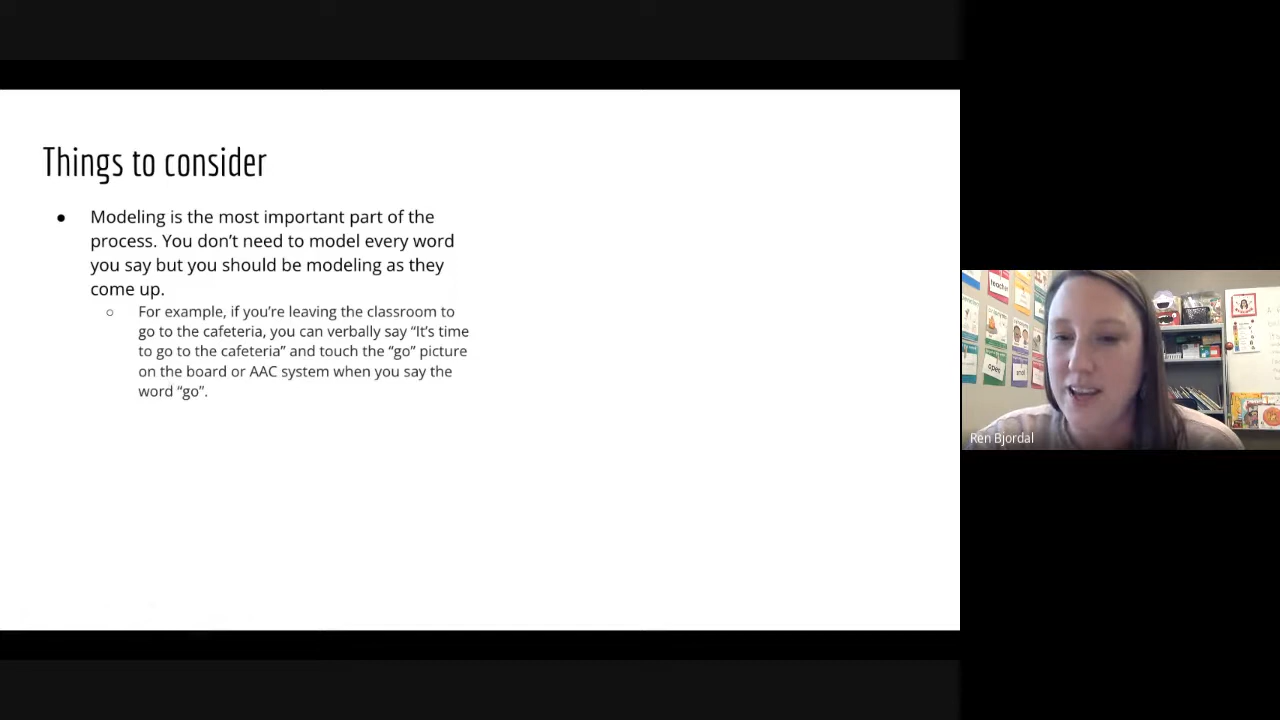 Things to consider
● Modeling is the most important part of the
process. You don’t need to model every word
you say but you should be modeling as they
come up.
○ For example, if you’re leaving the classroom to
go to the cafeteria, you can verbally say “It’s time
to go to the cafeteria” and touch the “go” picture
on the board or AAC system when you say the
word “go”.
teacher
open
small
Ren Bjordal